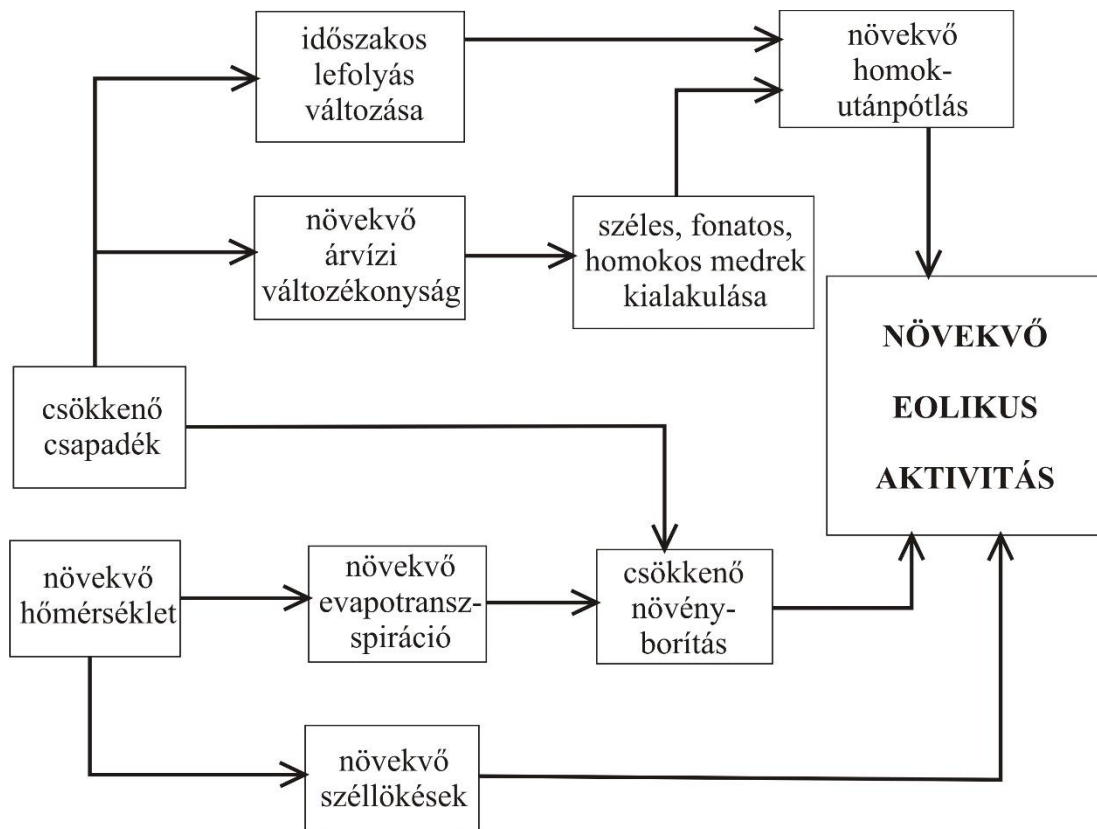 időszakos
lefolyás
változása
növekvő
homok-
utánpótlás
növekvő
árvízi
változékonyság
széles, fonatos,
homokos medrek
kialakulása
NÖVEKVŐ
EOLIKUS
AKTIVITÁS
csökkenő
csapadék
növekvő
hőmérséklet
növekvő
evapotransz-
spiráció
csökkenő
növény-
borítás
növekvő
széllökések